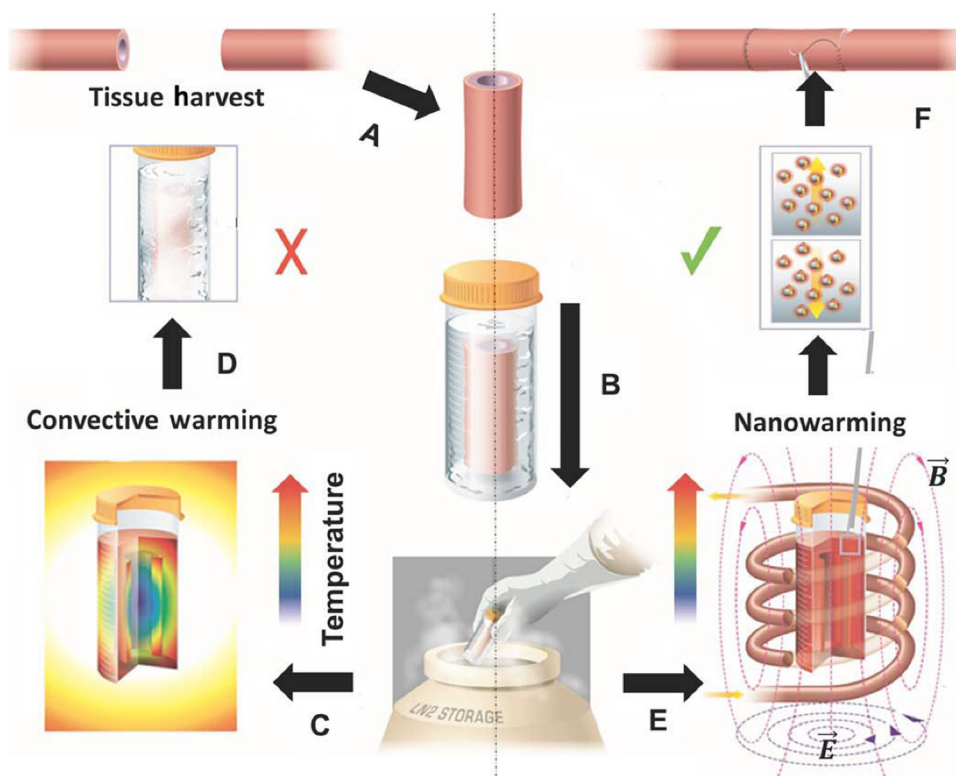 Tissue harvest
A
F
X
B
D
Convective warming
Nanowarming
B
Temperature
LN2 STORAGE
C
E
E